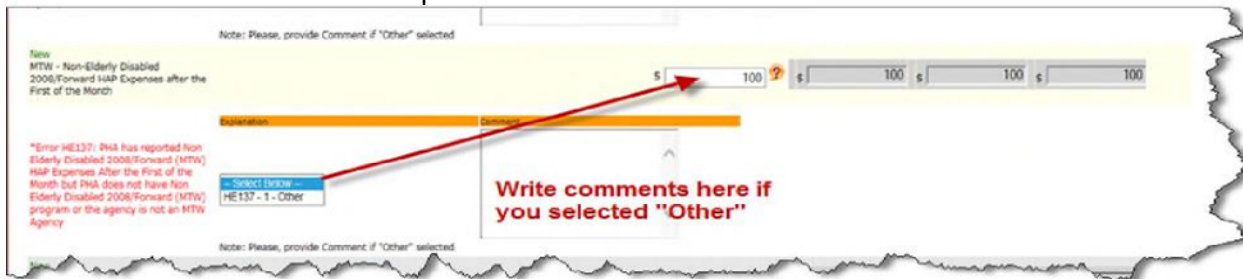 Note: Please, provide Comment if "Other" selected
New
MTW - Non-Elderly Disabled
2008/Forward HAP Expenses after the
First of the Month
$ 100 ? $ 100 $ 100 $ 100
Explanation Comment
*Error HE137: PHA has reported Non
Elderly Disabled 2008/Forward (MTW)
HAP Expenses After the First of the
Month but PHA does not have Non
Elderly Disabled 2008/Forward (MTW)
program or the agency is not an MTW
Agency
-- Select Below --
HE137 - 1 - Other
Write comments here if
you selected "Other"
Note: Please, provide Comment if "Other" selected